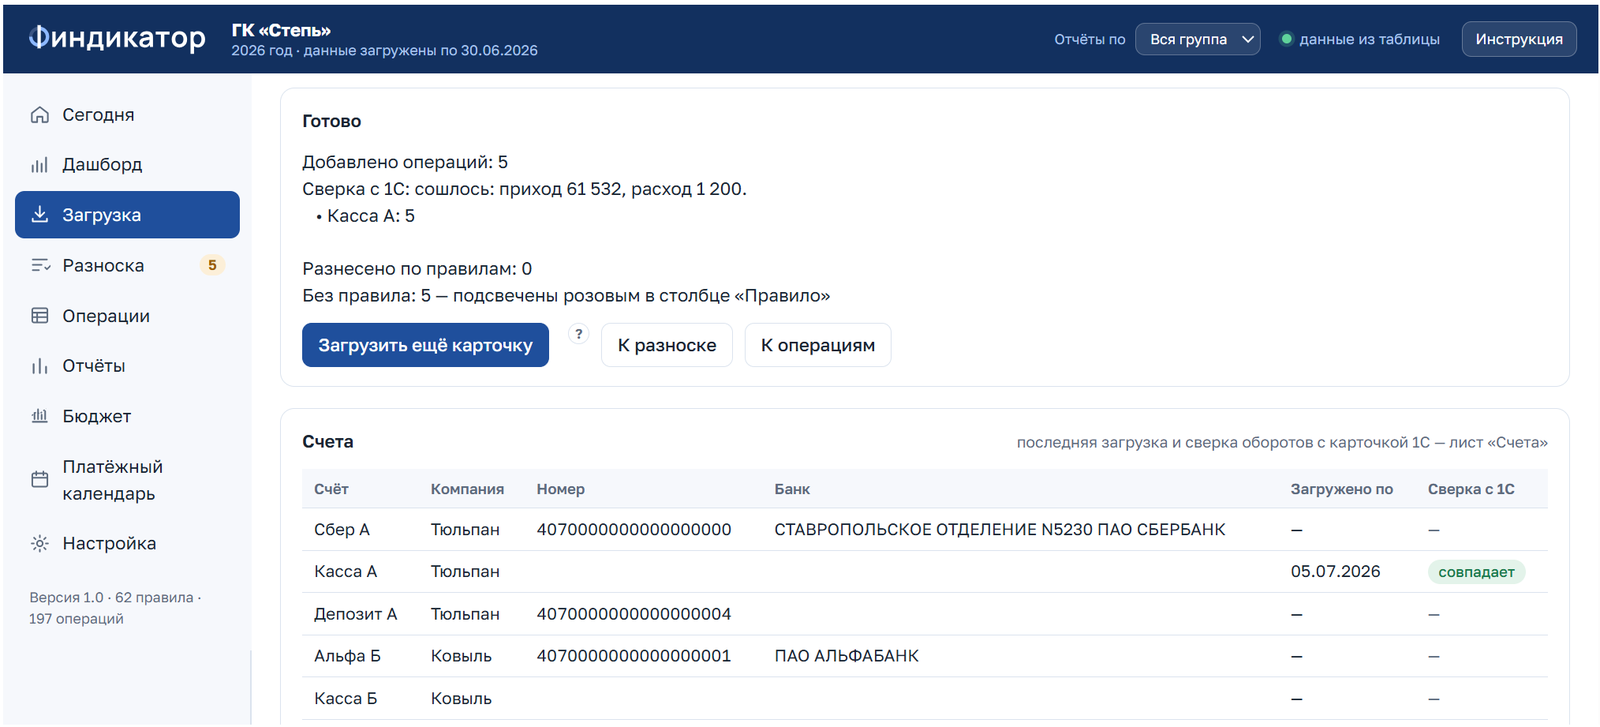 Финдикатор
ГК «Степь»
2026 год · данные загружены по 30.06.2026
Отчёты по
Вся группа
данные из таблицы
Инструкция
Сегодня
Дашборд
Загрузка
Разноска 5
Операции
Отчёты
Бюджет
Платёжный
календарь
Настройка
Версия 1.0 · 62 правила ·
197 операций
Готово
Добавлено операций: 5
Сверка с 1С: сошлось: приход 61 532, расход 1 200.
• Касса А: 5
Разнесено по правилам: 0
Без правила: 5 — подсвечены розовым в столбце «Правило»
Загрузить ещё карточку
?
К разноске
К операциям
Счета
последняя загрузка и сверка оборотов с карточкой 1С — лист «Счета»
Счёт Компания Номер Банк Загружено по Сверка с 1С
Сбер А Тюльпан 4070000000000000000 СТАВРОПОЛЬСКОЕ ОТДЕЛЕНИЕ N5230 ПАО СБЕРБАНК — —
Касса А Тюльпан 05.07.2026 совпадает
Депозит А Тюльпан 4070000000000000004 — —
Альфа Б Ковыль 4070000000000000001 ПАО АЛЬФАБАНК — —
Касса Б Ковыль — —